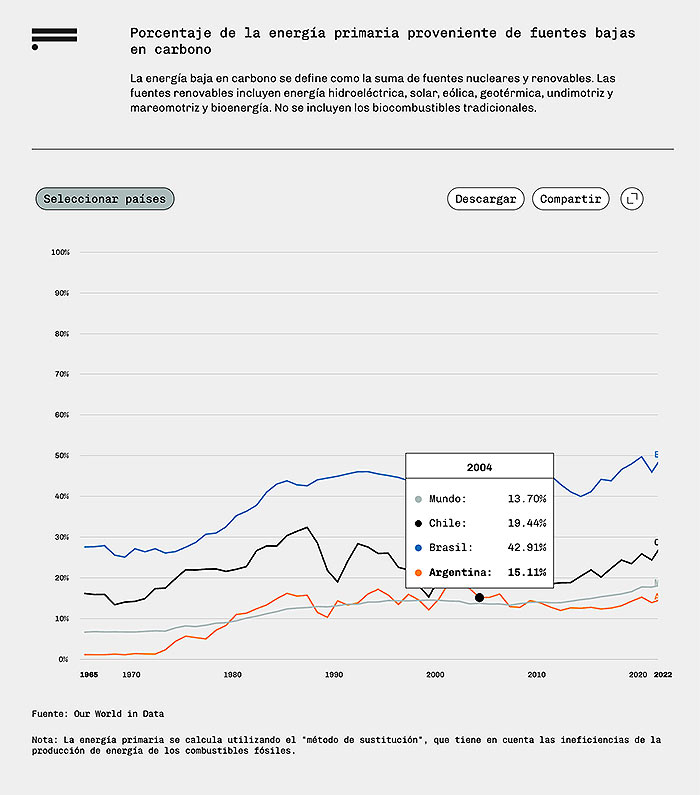 Porcentaje de la energía primaria proveniente de fuentes bajas
en carbono
La energía baja en carbono se define como la suma de fuentes nucleares y renovables. Las
fuentes renovables incluyen energía hidroeléctrica, solar, eólica, geotérmica, undimotriz y
mareomotriz y bioenergía. No se incluyen los biocombustibles tradicionales.
Seleccionar países
Descargar
Compartir
100%
90%
80%
70%
60%
50%
40%
30%
20%
10%
0%
2004
Mundo: 13.70%
Chile: 19.44%
Brasil: 42.91%
Argentina: 15.11%
1965 1970 1980 1990 2000 2010 2020 2022
Fuente: Our World in Data
Nota: La energía primaria se calcula utilizando el "método de sustitución", que tiene en cuenta las ineficiencias de la
producción de energía de los combustibles fósiles.